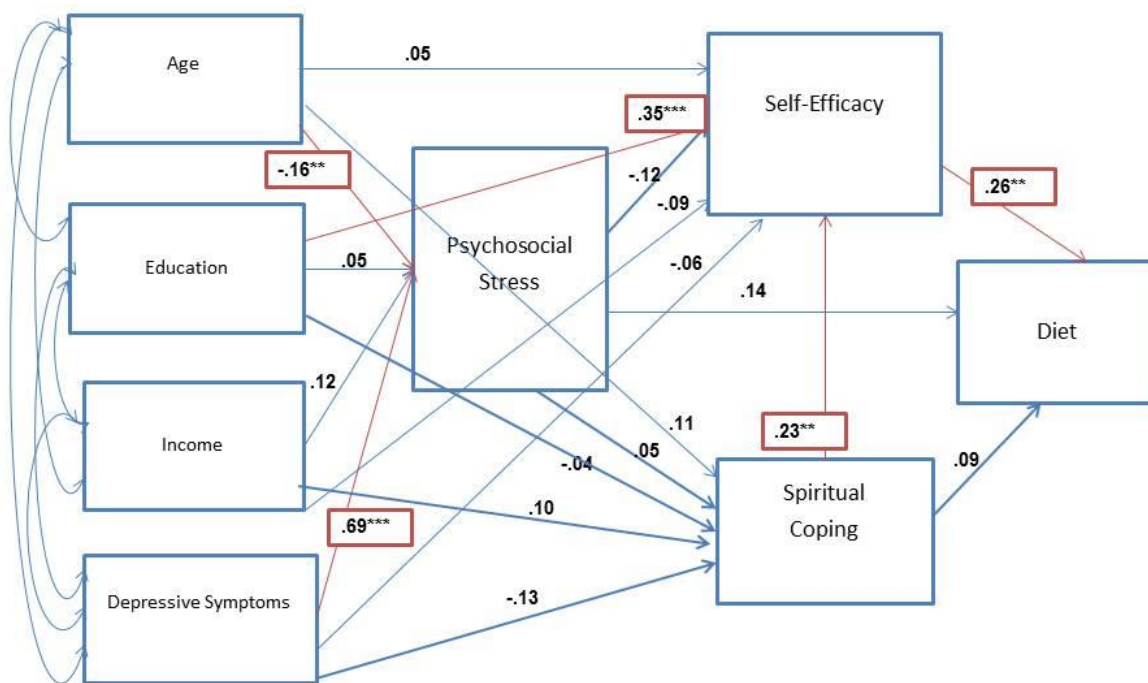 Age
.05
Self-Efficacy
.35***
-.16**
-.12
.26**
-.09
Psychosocial
Stress
Education
.05
-.06
.14
Diet
.12
Income
.11
.23**
.05
-.04
.09
Spiritual
Coping
.10
.69***
Depressive Symptoms
-.13